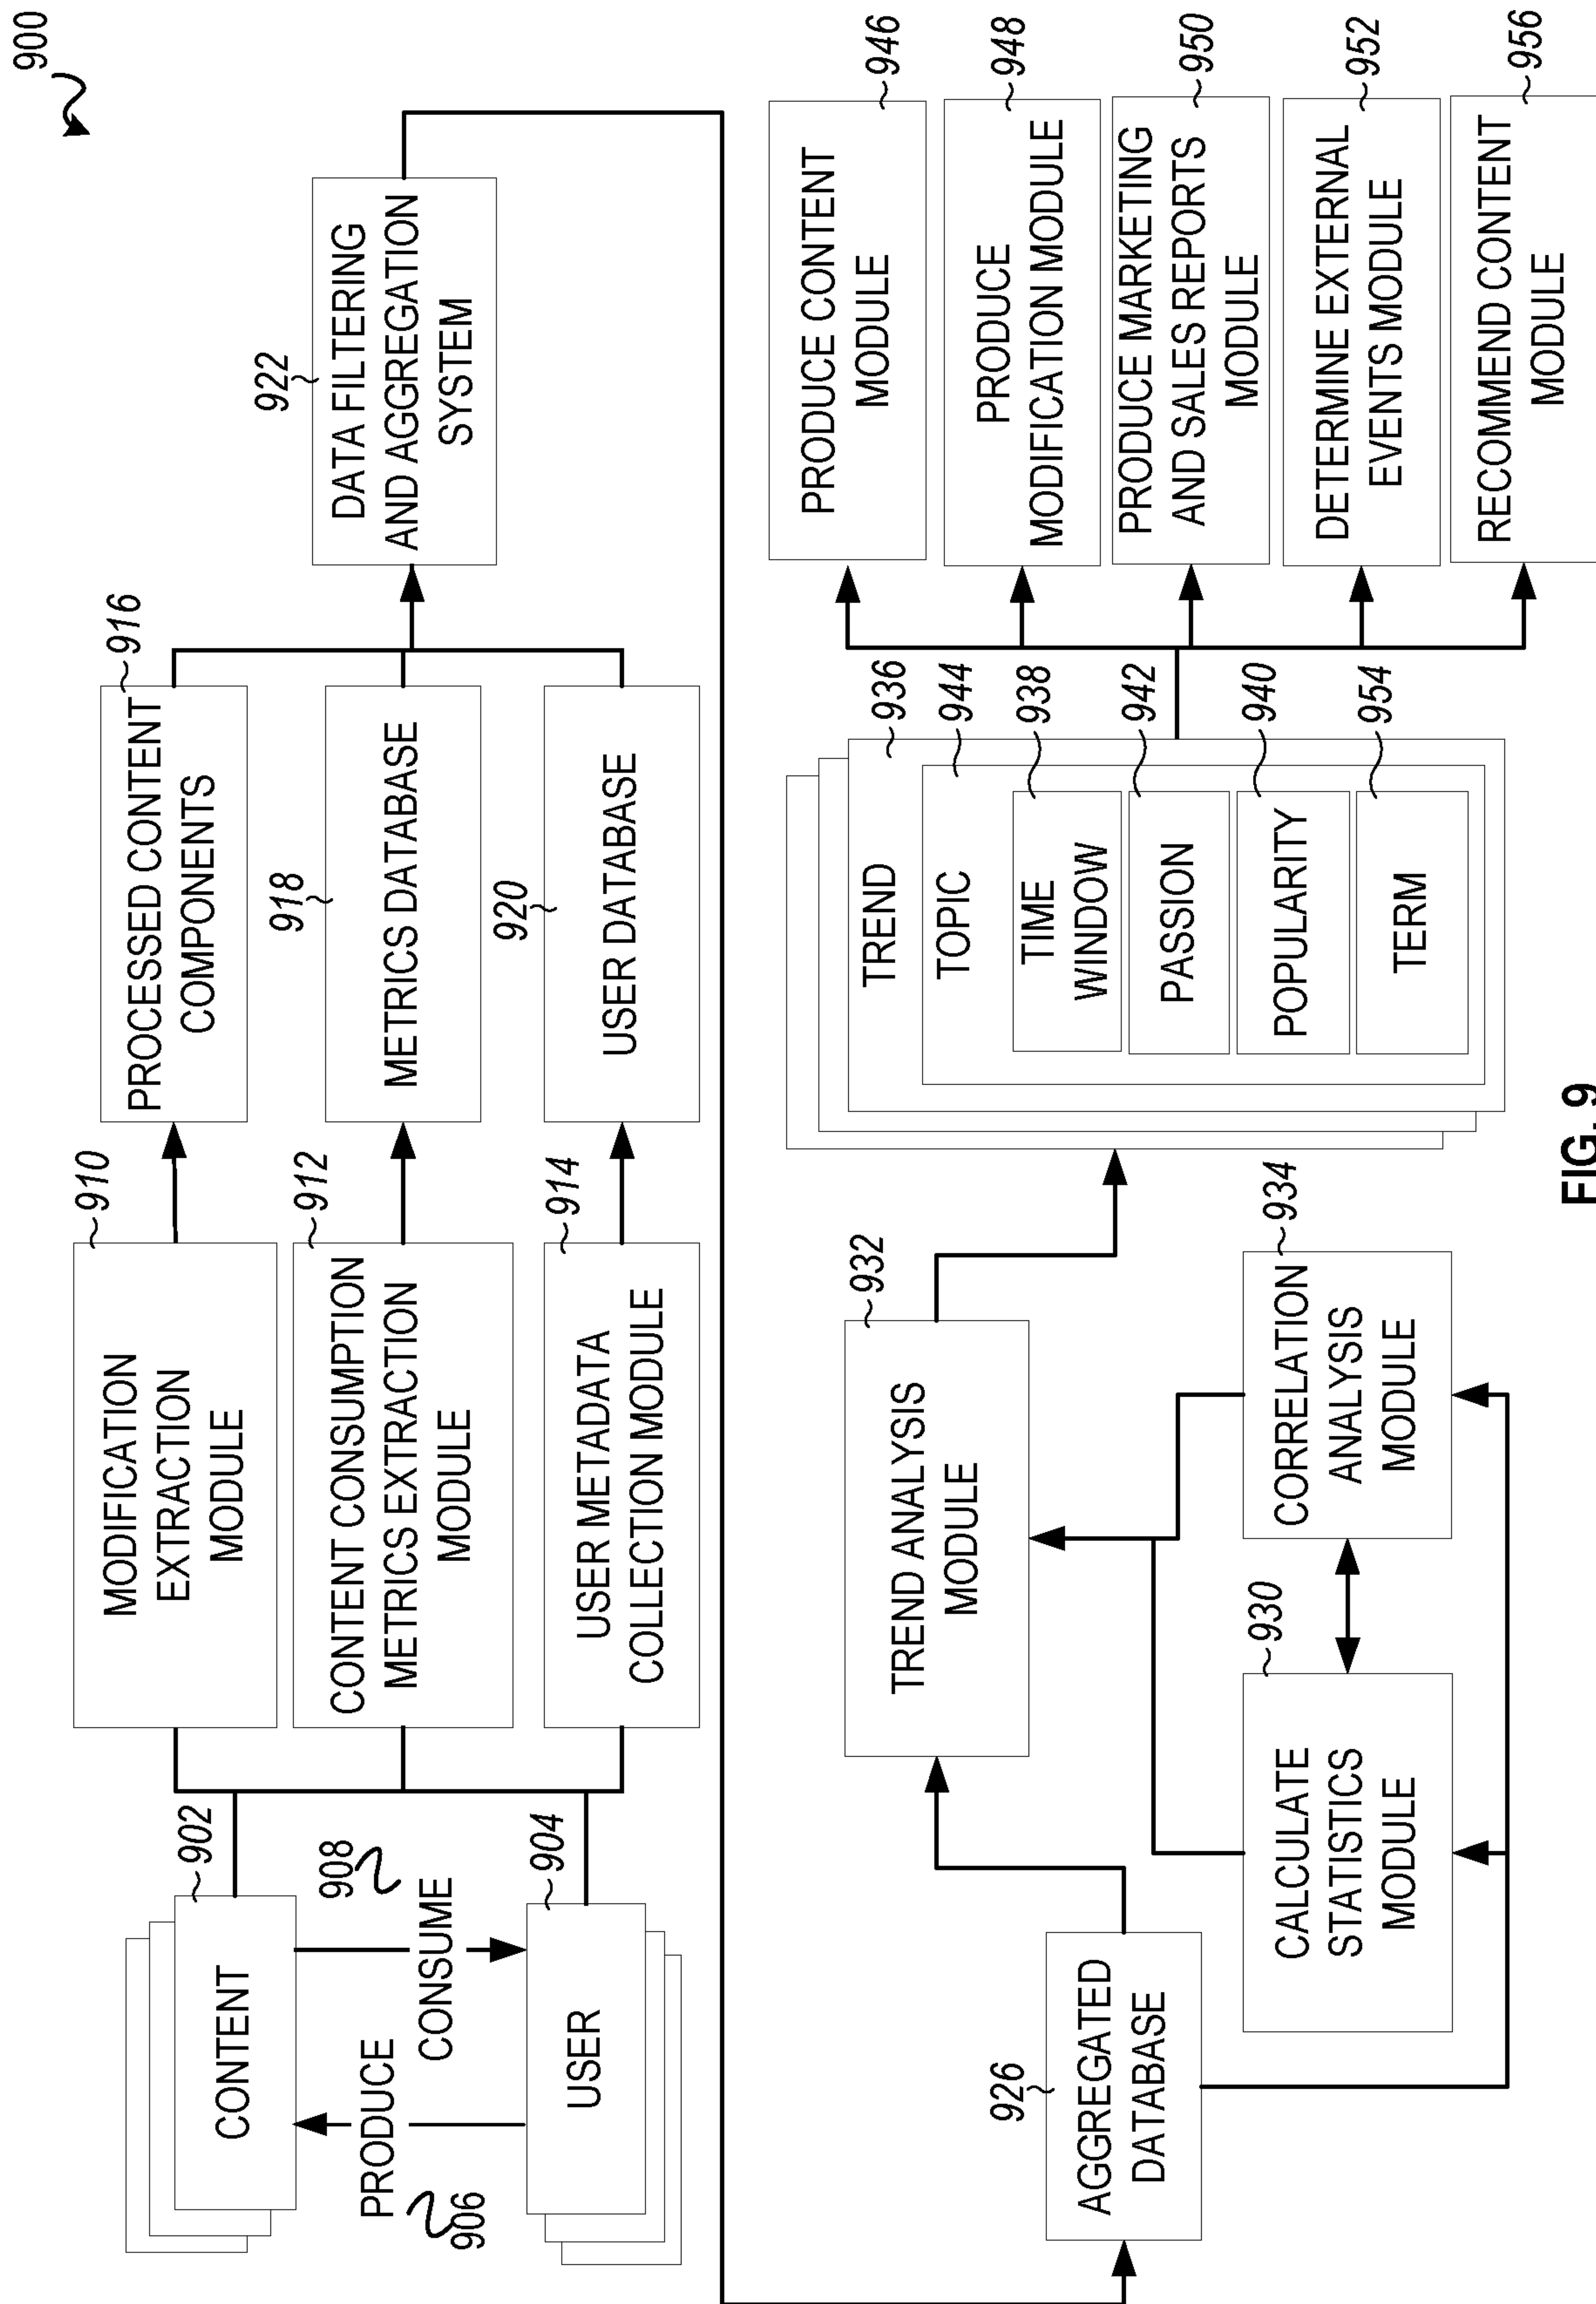 900
902
CONTENT
906
PRODUCE
908
CONSUME
904
USER
910
MODIFICATION
EXTRACTION
MODULE
912
CONTENT CONSUMPTION
METRICS EXTRACTION
MODULE
914
USER METADATA
COLLECTION MODULE
916
PROCESSED CONTENT
COMPONENTS
918
METRICS DATABASE
920
USER DATABASE
922
DATA FILTERING
AND AGGREGATION
SYSTEM
926
AGGREGATED
DATABASE
930
CALCULATE
STATISTICS
MODULE
932
TREND ANALYSIS
MODULE
934
CORRELATION
ANALYSIS
MODULE
936
TREND
944
TOPIC
938
TIME
WINDOW
942
PASSION
940
POPULARITY
954
TERM
946
PRODUCE CONTENT
MODULE
948
PRODUCE
MODIFICATION MODULE
950
PRODUCE MARKETING
AND SALES REPORTS
MODULE
952
DETERMINE EXTERNAL
EVENTS MODULE
956
RECOMMEND CONTENT
MODULE
FIG. 9